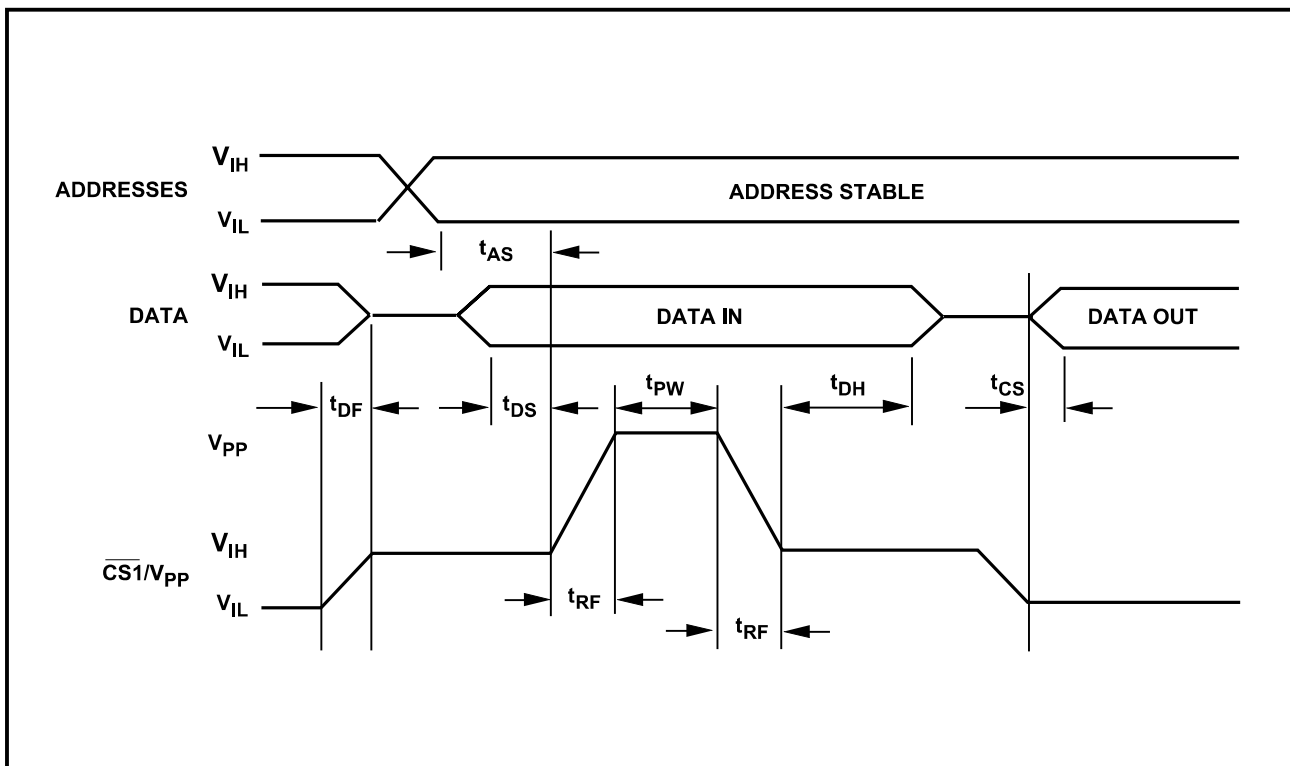 V_IH
ADDRESSES
ADDRESS STABLE
V_IL
t_AS
V_IH
DATA
DATA IN
DATA OUT
V_IL
t_DF
t_DS
t_PW
t_DH
t_CS
V_PP
V_IH
C̅S̅1̅/V_PP
V_IL
t_RF
t_RF